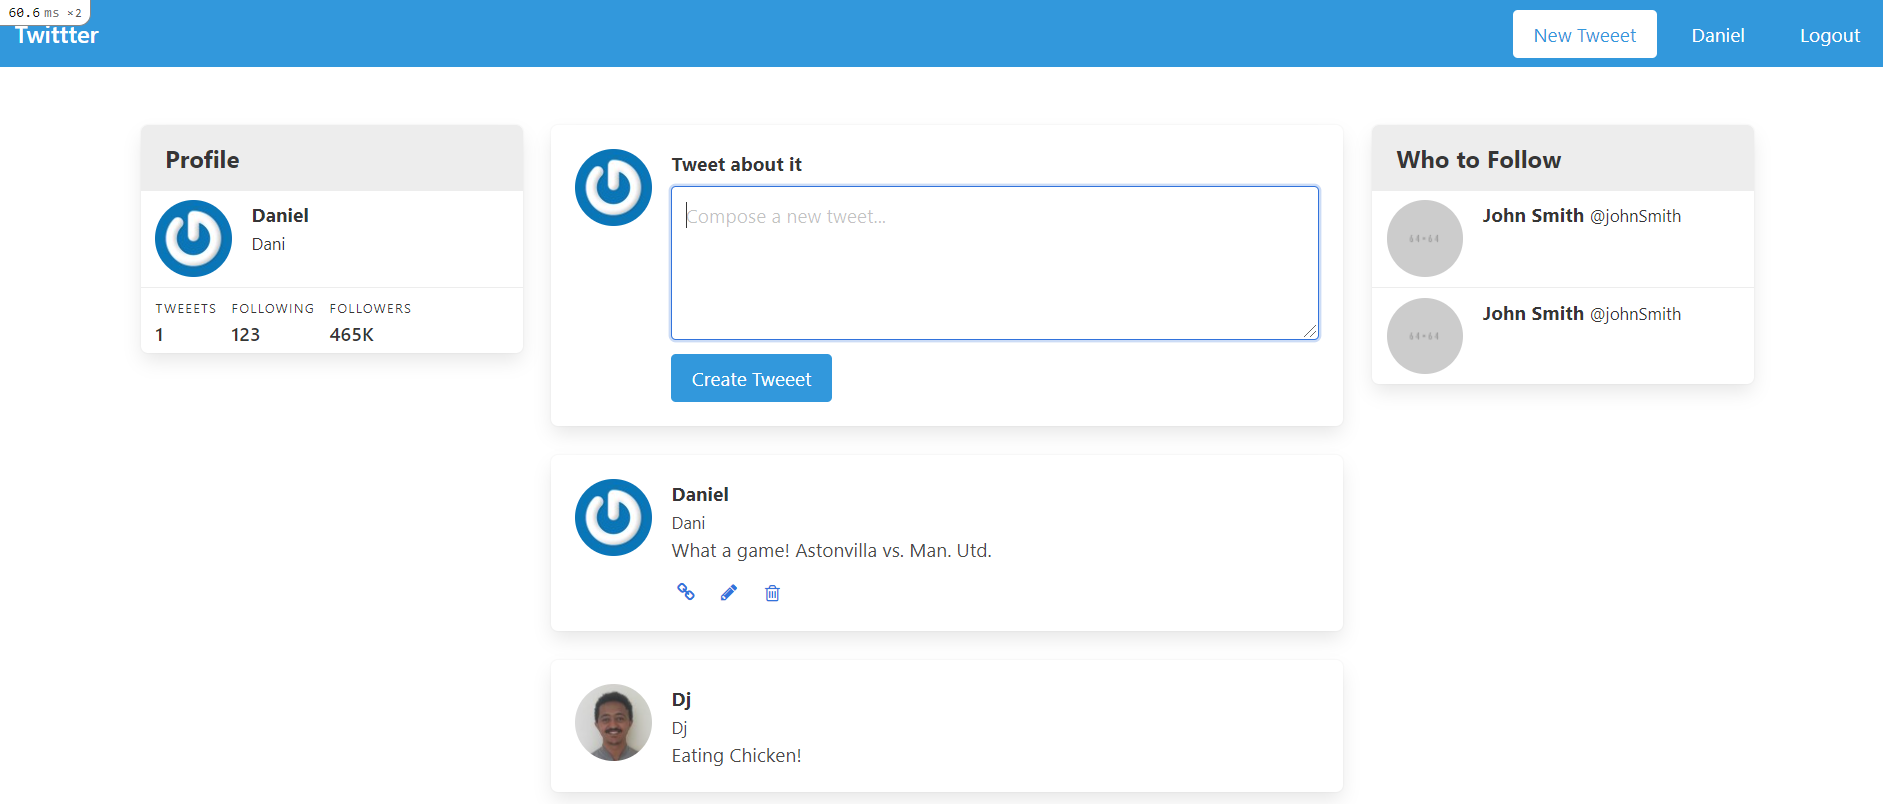 60.6 ms ×2
Twittter
New Tweeet Daniel Logout
Profile
Daniel
Dani
TWEEETS FOLLOWING FOLLOWERS
1 123 465K
Tweet about it
Compose a new tweet...
Create Tweeet
Daniel
Dani
What a game! Astonvilla vs. Man. Utd.
Dj
Dj
Eating Chicken!
Who to Follow
John Smith @johnSmith
64×64
John Smith @johnSmith
64×64